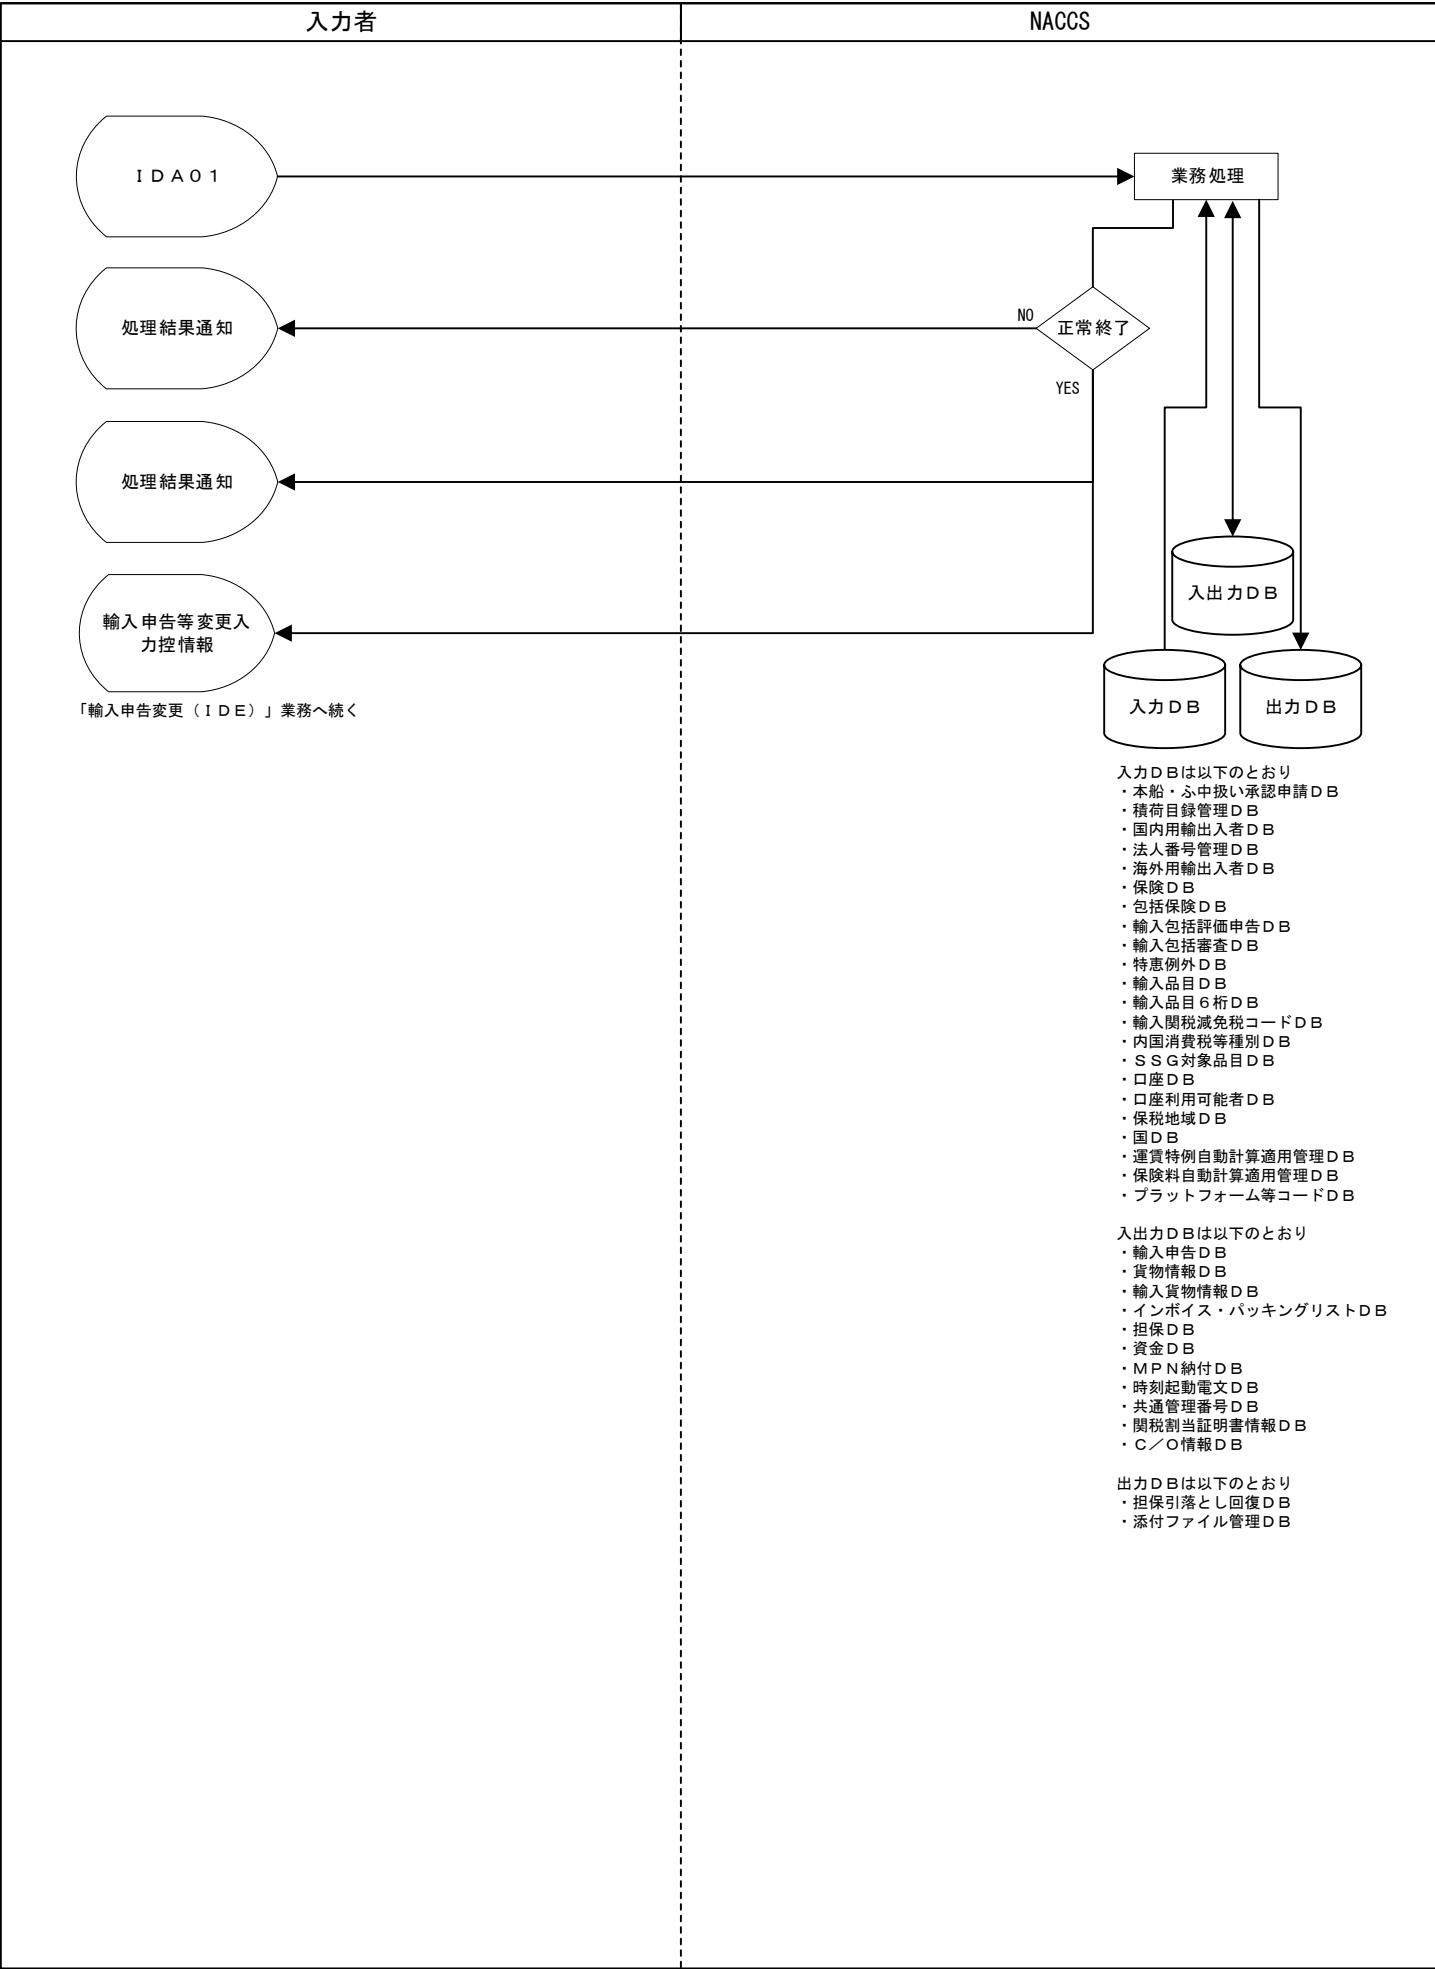 入力者
NACCS
ＩＤＡ０１
業務処理
処理結果通知
NO
正常終了
YES
処理結果通知
入出力ＤＢ
輸入申告等変更入
力控情報
入力ＤＢ
出力ＤＢ
「輸入申告変更（ＩＤＥ）」業務へ続く
入力ＤＢは以下のとおり
・本船・ふ中扱い承認申請ＤＢ
・積荷目録管理ＤＢ
・国内用輸出入者ＤＢ
・法人番号管理ＤＢ
・海外用輸出入者ＤＢ
・保険ＤＢ
・包括保険ＤＢ
・輸入包括評価申告ＤＢ
・輸入包括審査ＤＢ
・特恵例外ＤＢ
・輸入品目ＤＢ
・輸入品目６桁ＤＢ
・輸入関税減免税コードＤＢ
・内国消費税等種別ＤＢ
・ＳＳＧ対象品目ＤＢ
・口座ＤＢ
・口座利用可能者ＤＢ
・保税地域ＤＢ
・国ＤＢ
・運賃特例自動計算適用管理ＤＢ
・保険料自動計算適用管理ＤＢ
・プラットフォーム等コードＤＢ
入出力ＤＢは以下のとおり
・輸入申告ＤＢ
・貨物情報ＤＢ
・輸入貨物情報ＤＢ
・インボイス・パッキングリストＤＢ
・担保ＤＢ
・資金ＤＢ
・ＭＰＮ納付ＤＢ
・時刻起動電文ＤＢ
・共通管理番号ＤＢ
・関税割当証明書情報ＤＢ
・Ｃ／Ｏ情報ＤＢ
出力ＤＢは以下のとおり
・担保引落とし回復ＤＢ
・添付ファイル管理ＤＢ